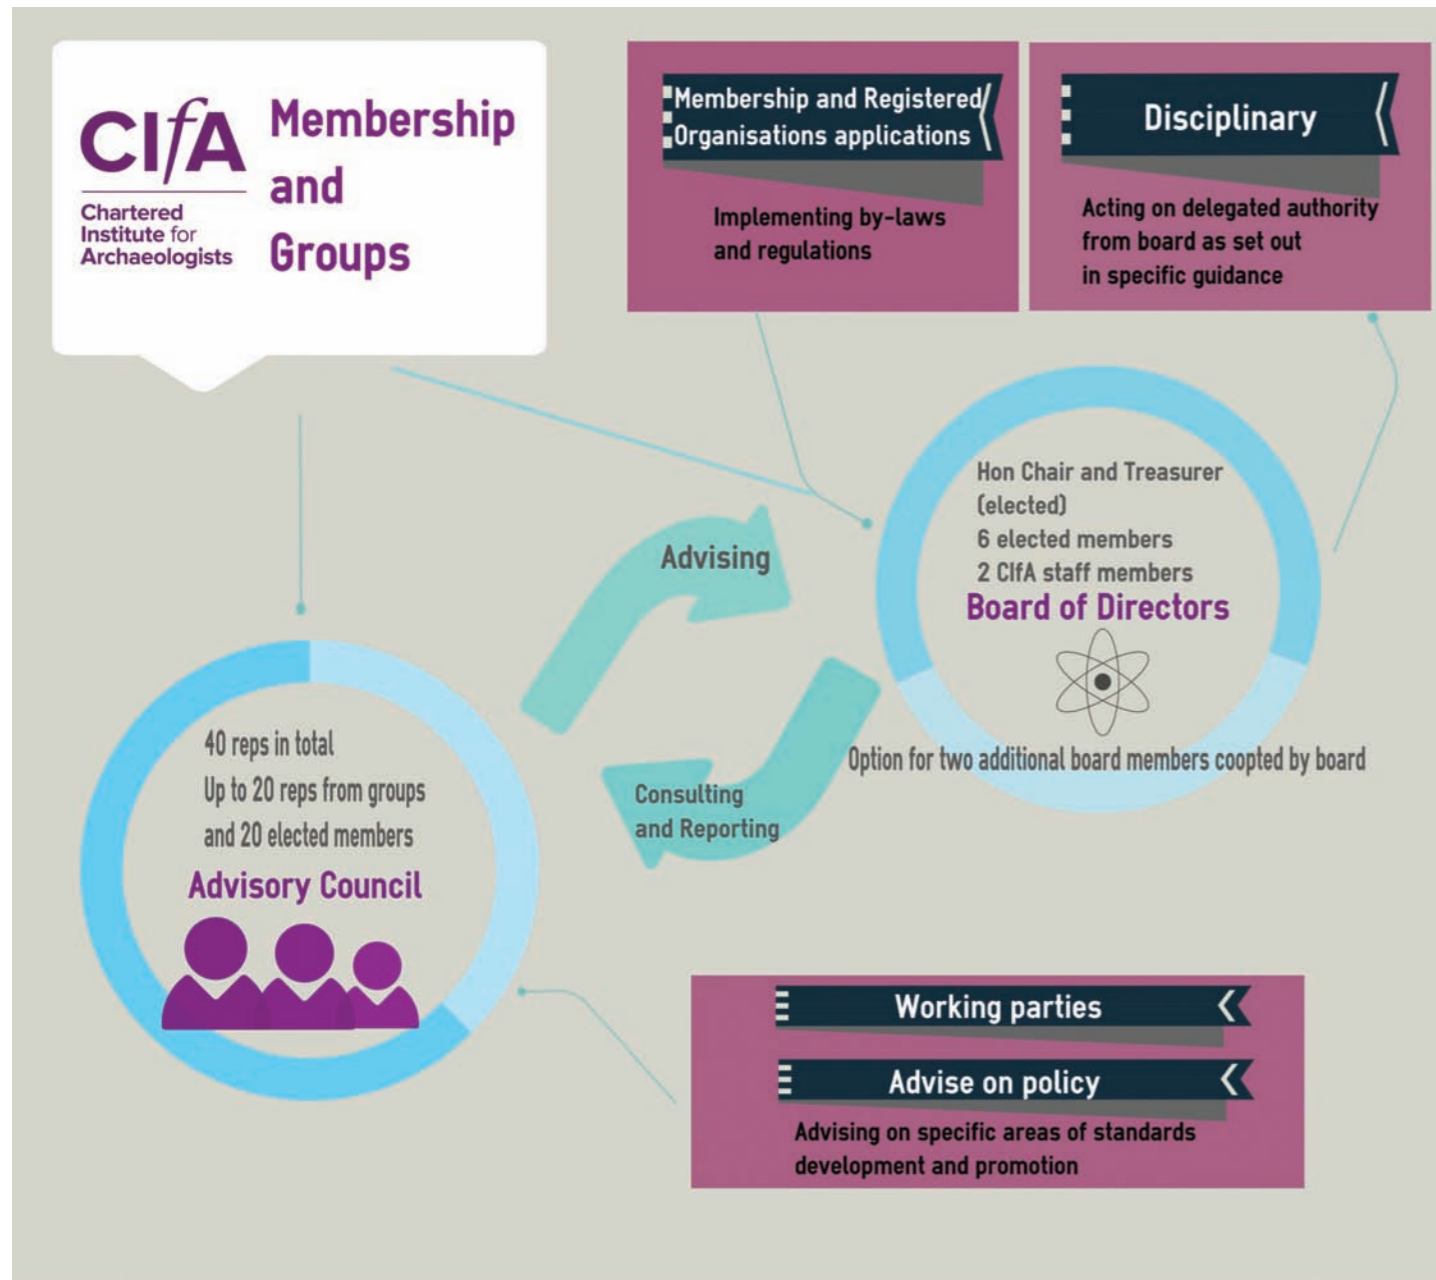 CIfA
Chartered
Institute for
Archaeologists
Membership
and
Groups
Membership and Registered
Organisations applications
Implementing by-laws
and regulations
Disciplinary
Acting on delegated authority
from board as set out
in specific guidance
Hon Chair and Treasurer
(elected)
6 elected members
2 CIfA staff members
Board of Directors
Option for two additional board members coopted by board
Advising
Consulting
and Reporting
40 reps in total
Up to 20 reps from groups
and 20 elected members
Advisory Council
Working parties
Advise on policy
Advising on specific areas of standards
development and promotion